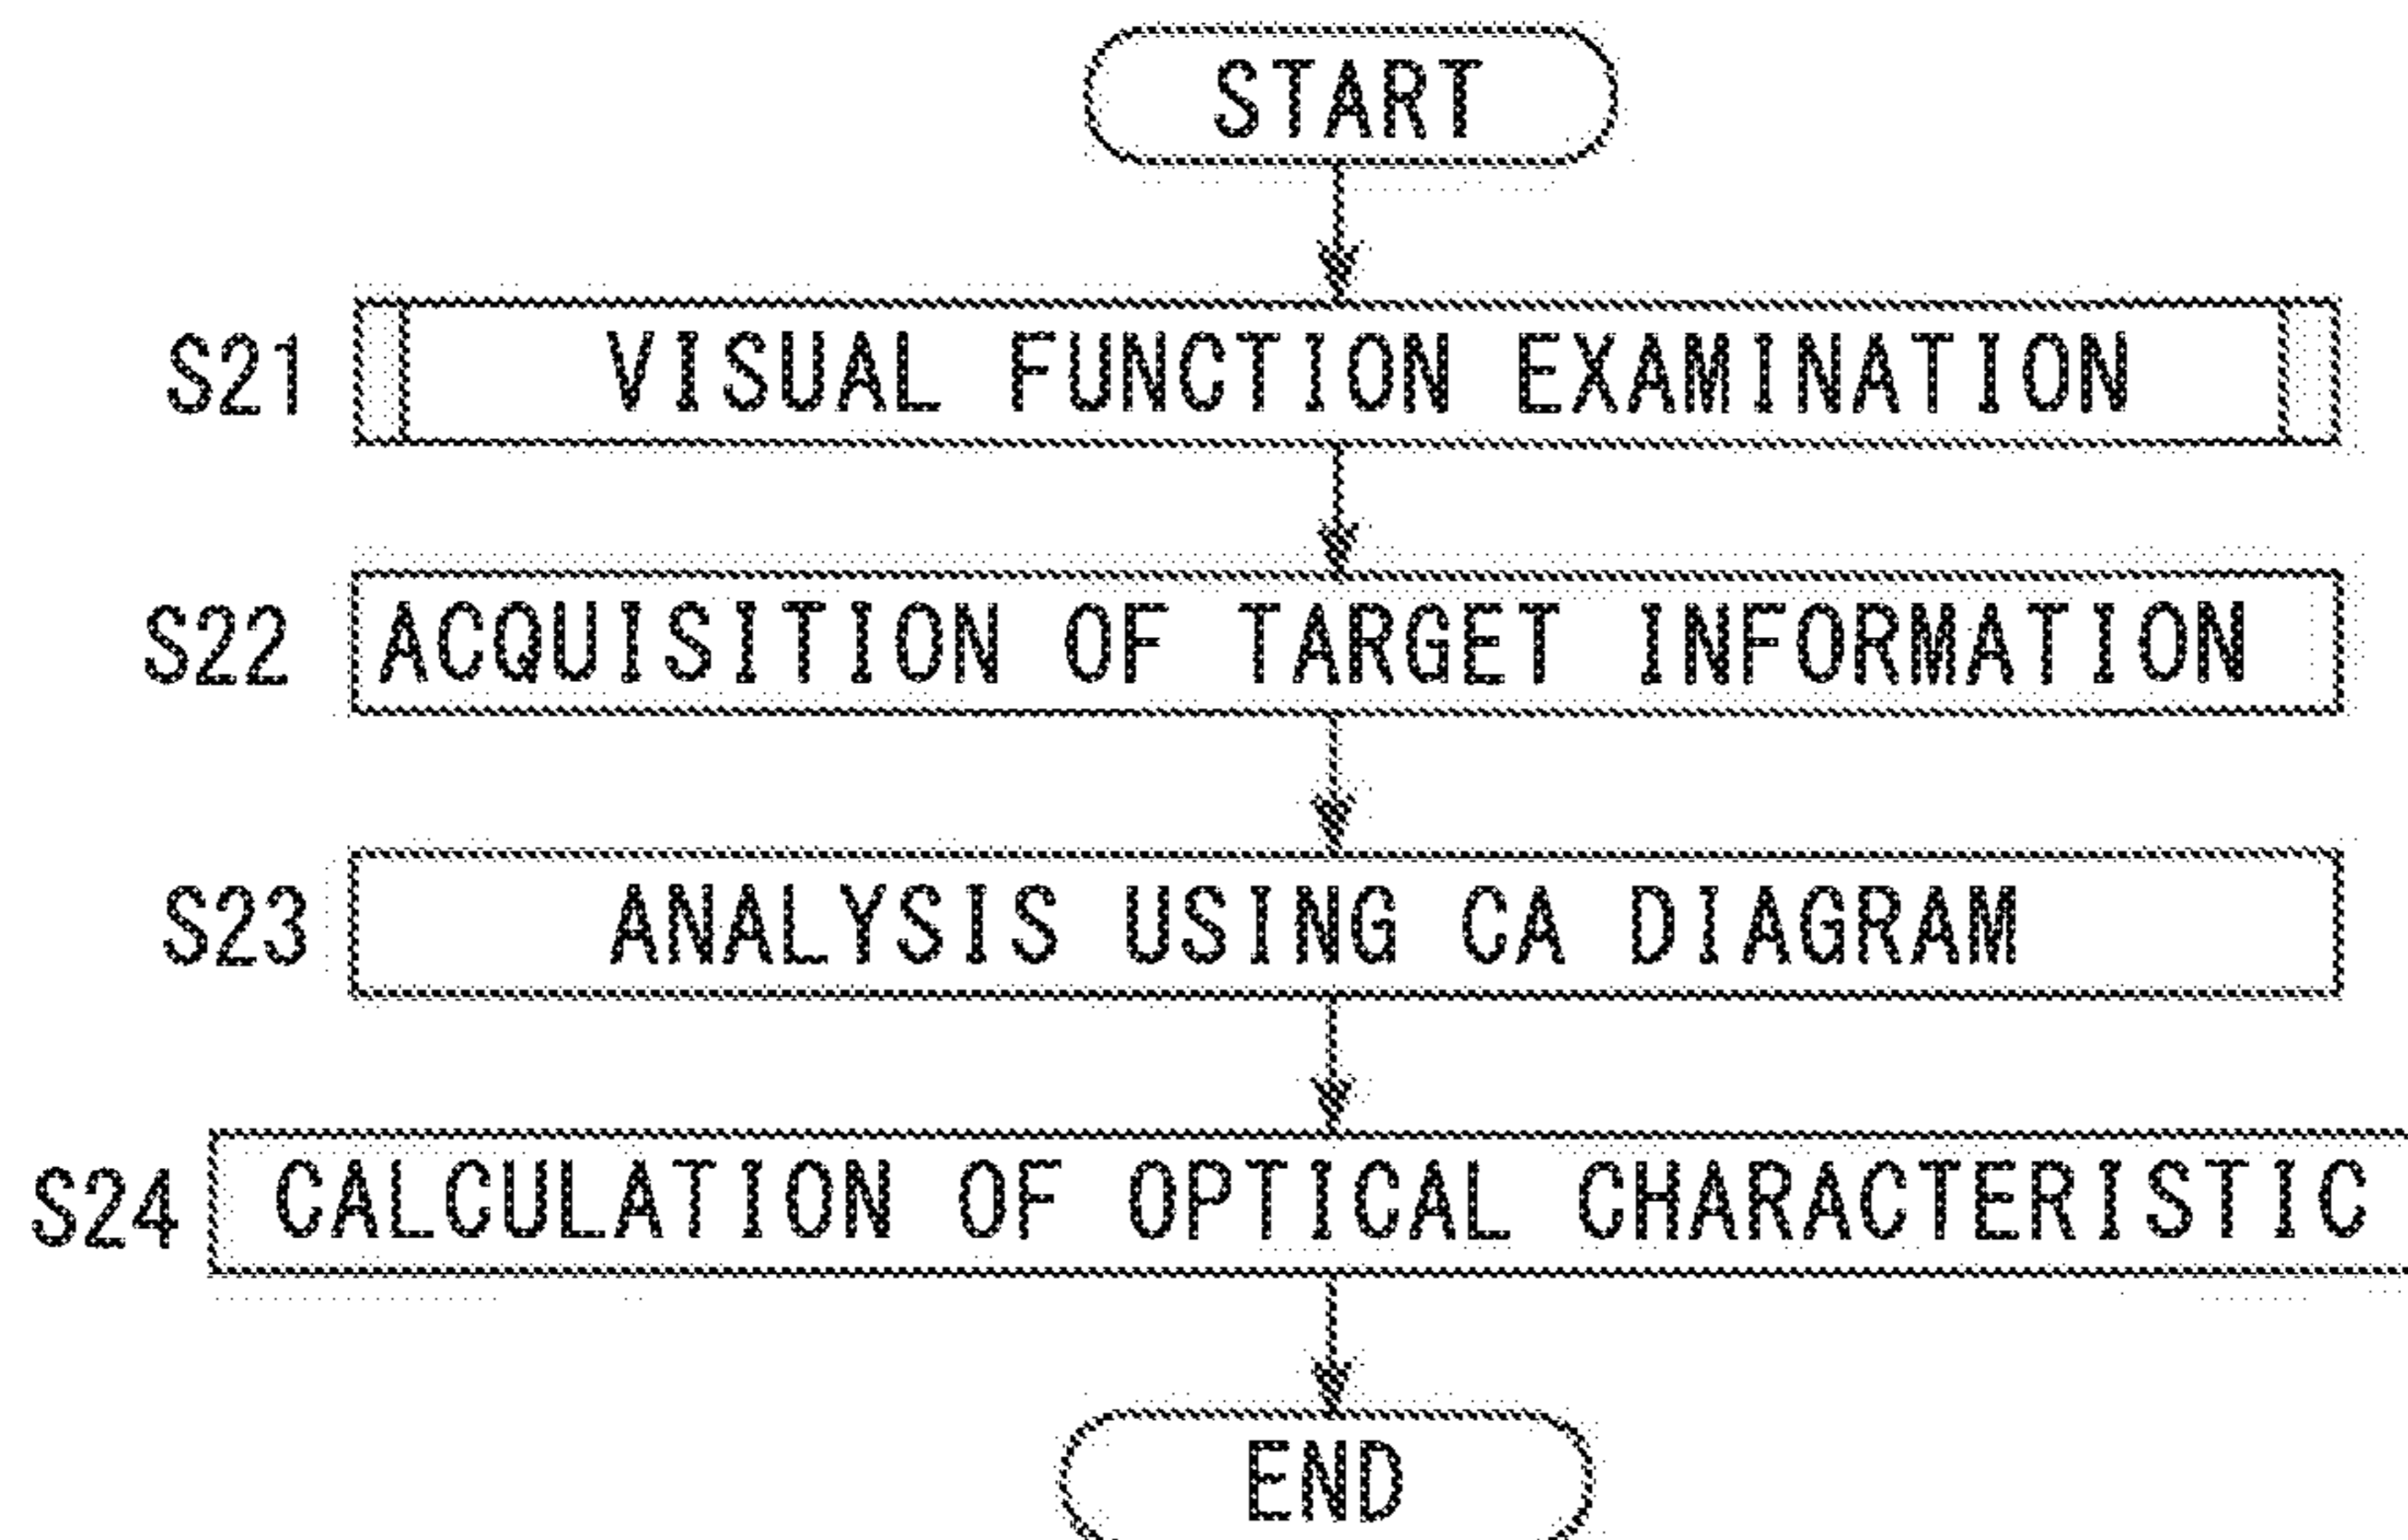 START
S21 VISUAL FUNCTION EXAMINATION
S22 ACQUISITION OF TARGET INFORMATION
S23 ANALYSIS USING CA DIAGRAM
S24 CALCULATION OF OPTICAL CHARACTERISTIC
END